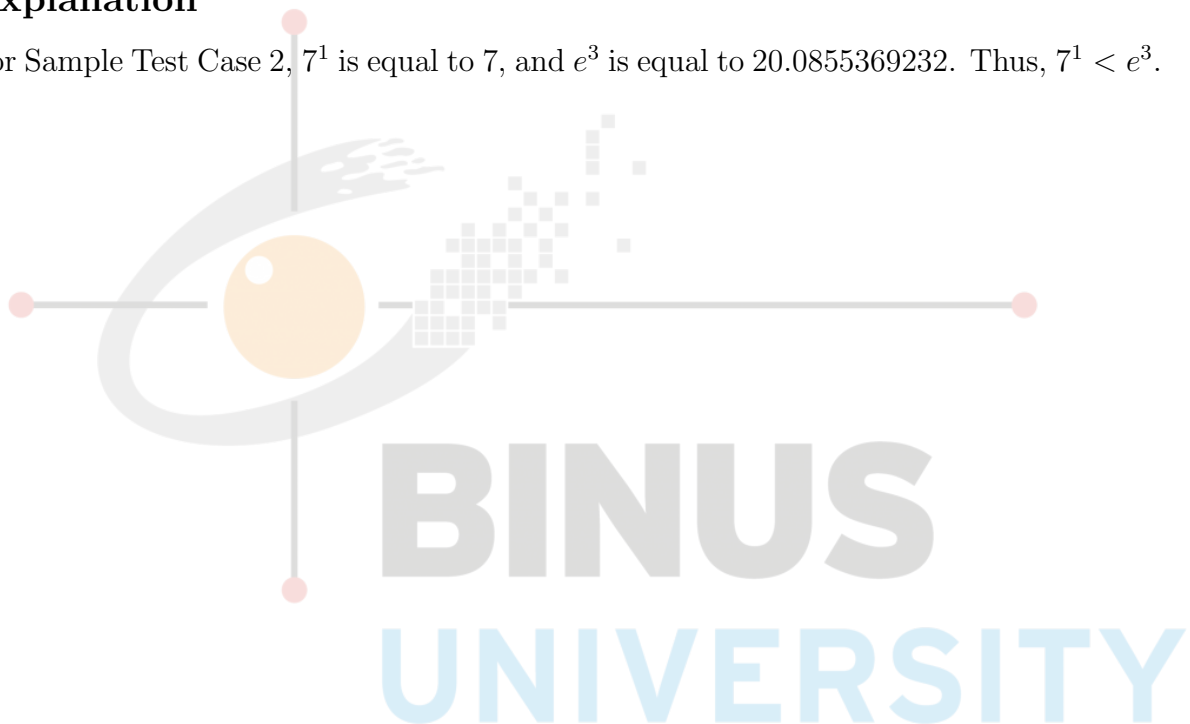 xplanation
or Sample Test Case 2, 7¹ is equal to 7, and e³ is equal to 20.0855369232. Thus, 7¹ < e³.
BINUS
UNIVERSITY